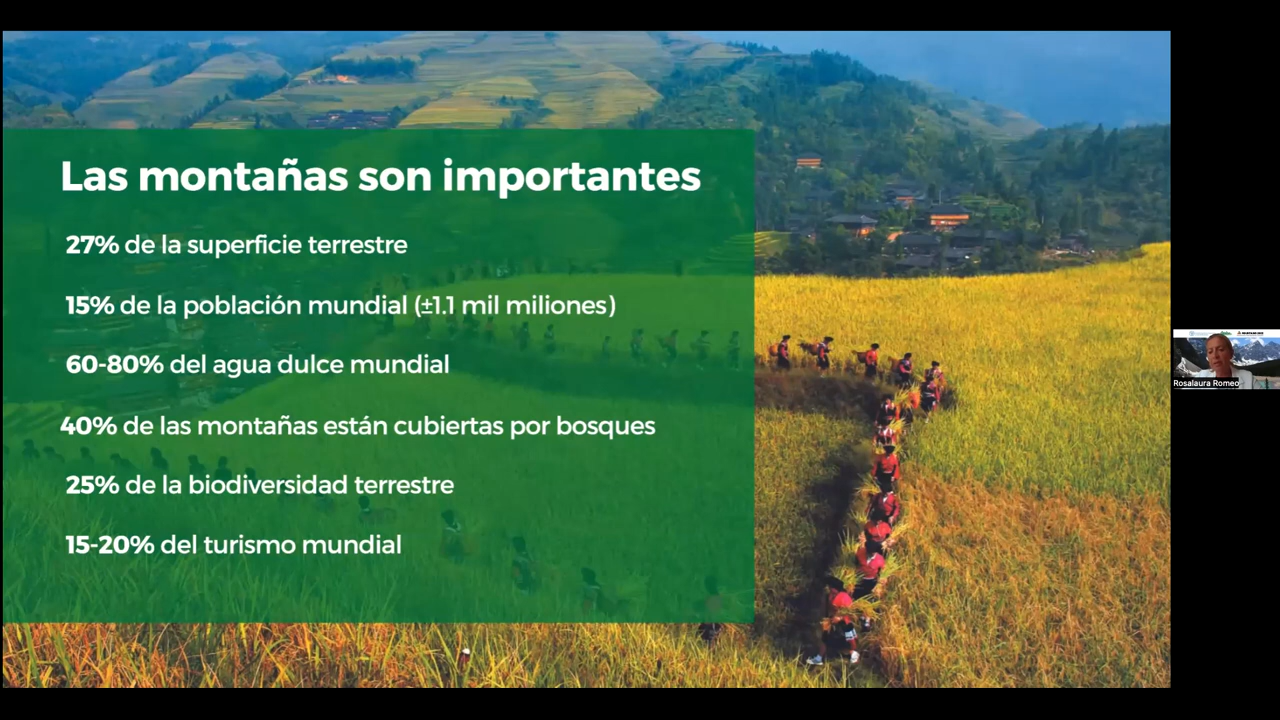 Las montañas son importantes
27% de la superficie terrestre
15% de la población mundial (±1.1 mil miliones)
60-80% del agua dulce mundial
40% de las montañas están cubiertas por bosques
25% de la biodiversidad terrestre
15-20% del turismo mundial
Rosalaura Romeo